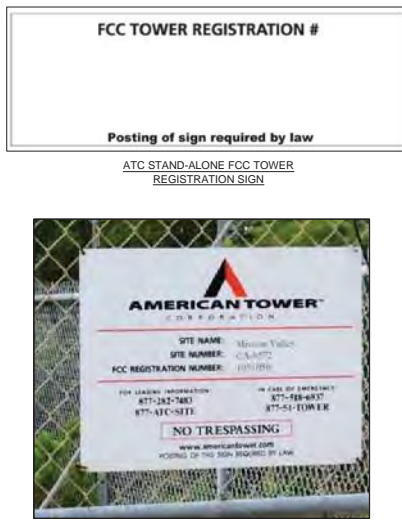 FCC TOWER REGISTRATION #
Posting of sign required by law
ATC STAND-ALONE FCC TOWER
REGISTRATION SIGN
AMERICAN TOWER
CORPORATION
SITE NAME: Mission Valley
SITE NUMBER:
FCC REGISTRATION NUMBER:
FOR LEASING INFORMATION: IN CASE OF EMERGENCY:
877-282-7483 877-518-6937
877-ATC-SITE 877-51-TOWER
NO TRESPASSING
www.americantower.com
POSTING OF THIS SIGN REQUIRED BY LAW